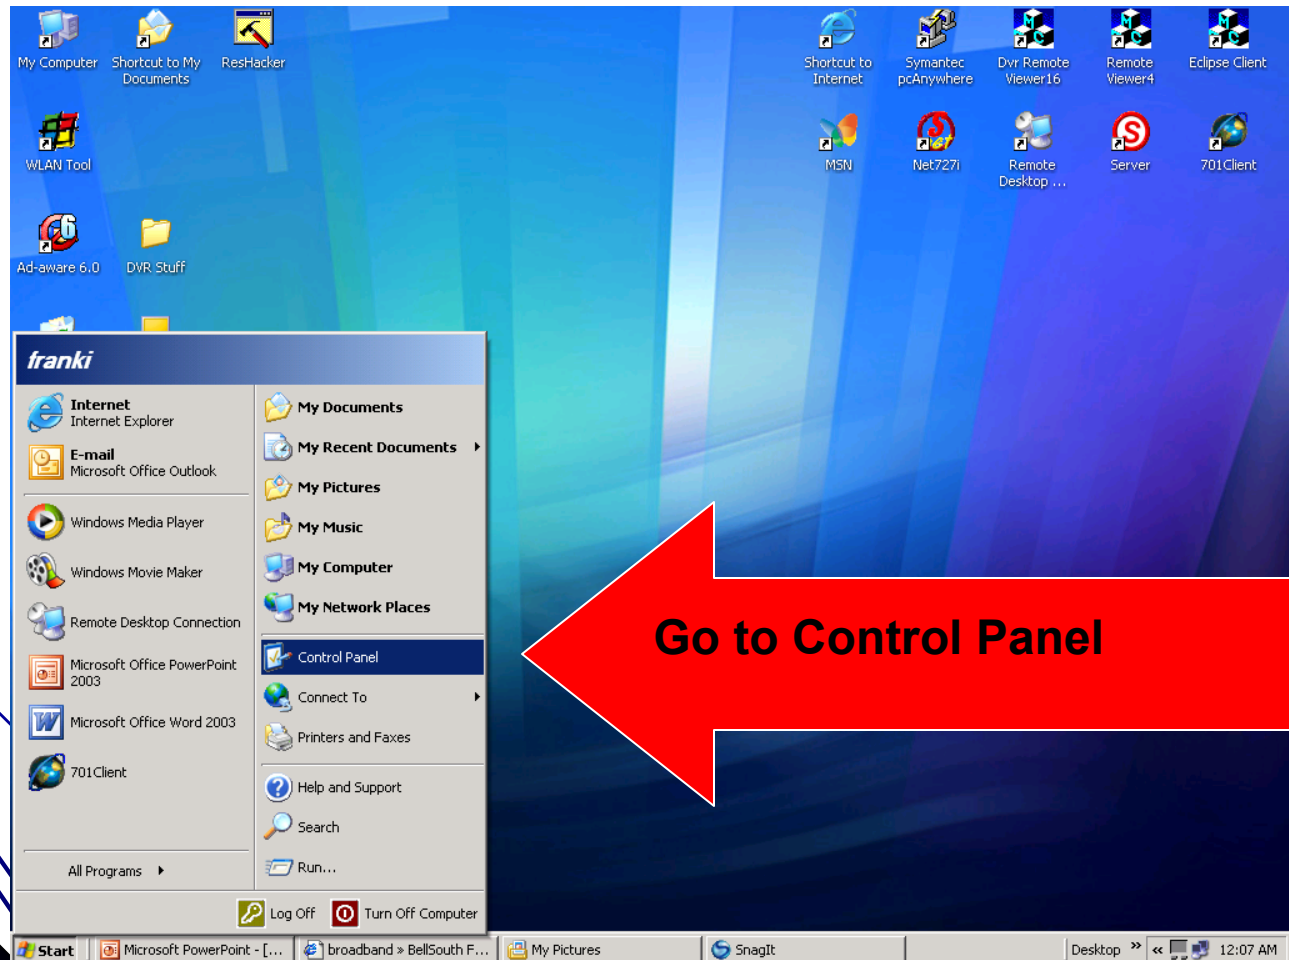 My Computer
Shortcut to My
Documents
ResHacker
Shortcut to
Internet
Symantec
pcAnywhere
Dvr Remote
Viewer16
Remote
Viewer4
Eclipse Client
WLAN Tool
MSN
Net727i
Remote
Desktop ...
Server
701Client
Ad-aware 6.0
DVR Stuff
franki
Internet
Internet Explorer
E-mail
Microsoft Office Outlook
Windows Media Player
Windows Movie Maker
Remote Desktop Connection
Microsoft Office PowerPoint
2003
Microsoft Office Word 2003
701Client
All Programs
My Documents
My Recent Documents
My Pictures
My Music
My Computer
My Network Places
Control Panel
Connect To
Printers and Faxes
Help and Support
Search
Run...
Log Off
Turn Off Computer
Go to Control Panel
Start
Microsoft PowerPoint - [...
broadband » BellSouth F...
My Pictures
SnagIt
Desktop
12:07 AM